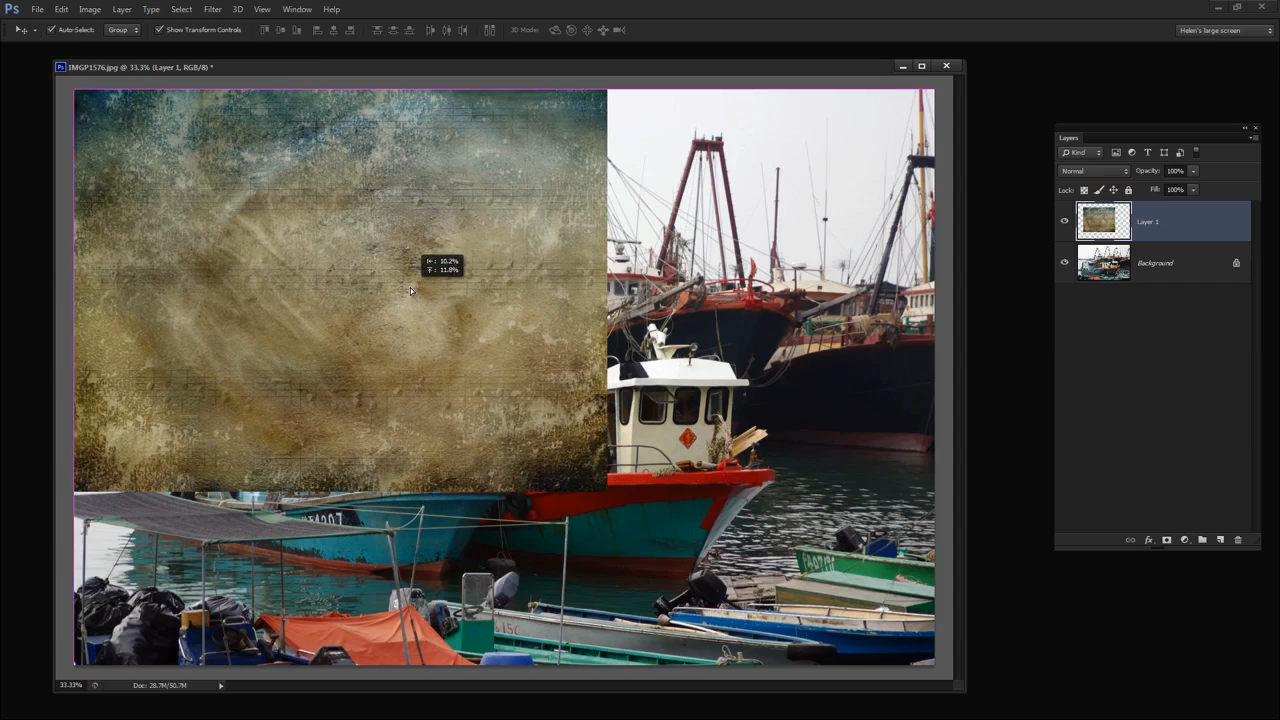 Ps File Edit Image Layer Type Select Filter 3D View Window Help
Auto-Select: Group Show Transform Controls 3D Mode: Helen's large screen
Ps IMGP1576.jpg @ 33.3% (Layer 1, RGB/8) *
Layers
Kind
Normal Opacity: 100%
Lock: Fill: 100%
Layer 1
10.2%
11.8%
Background
33.33% Doc: 28.7M/50.7M